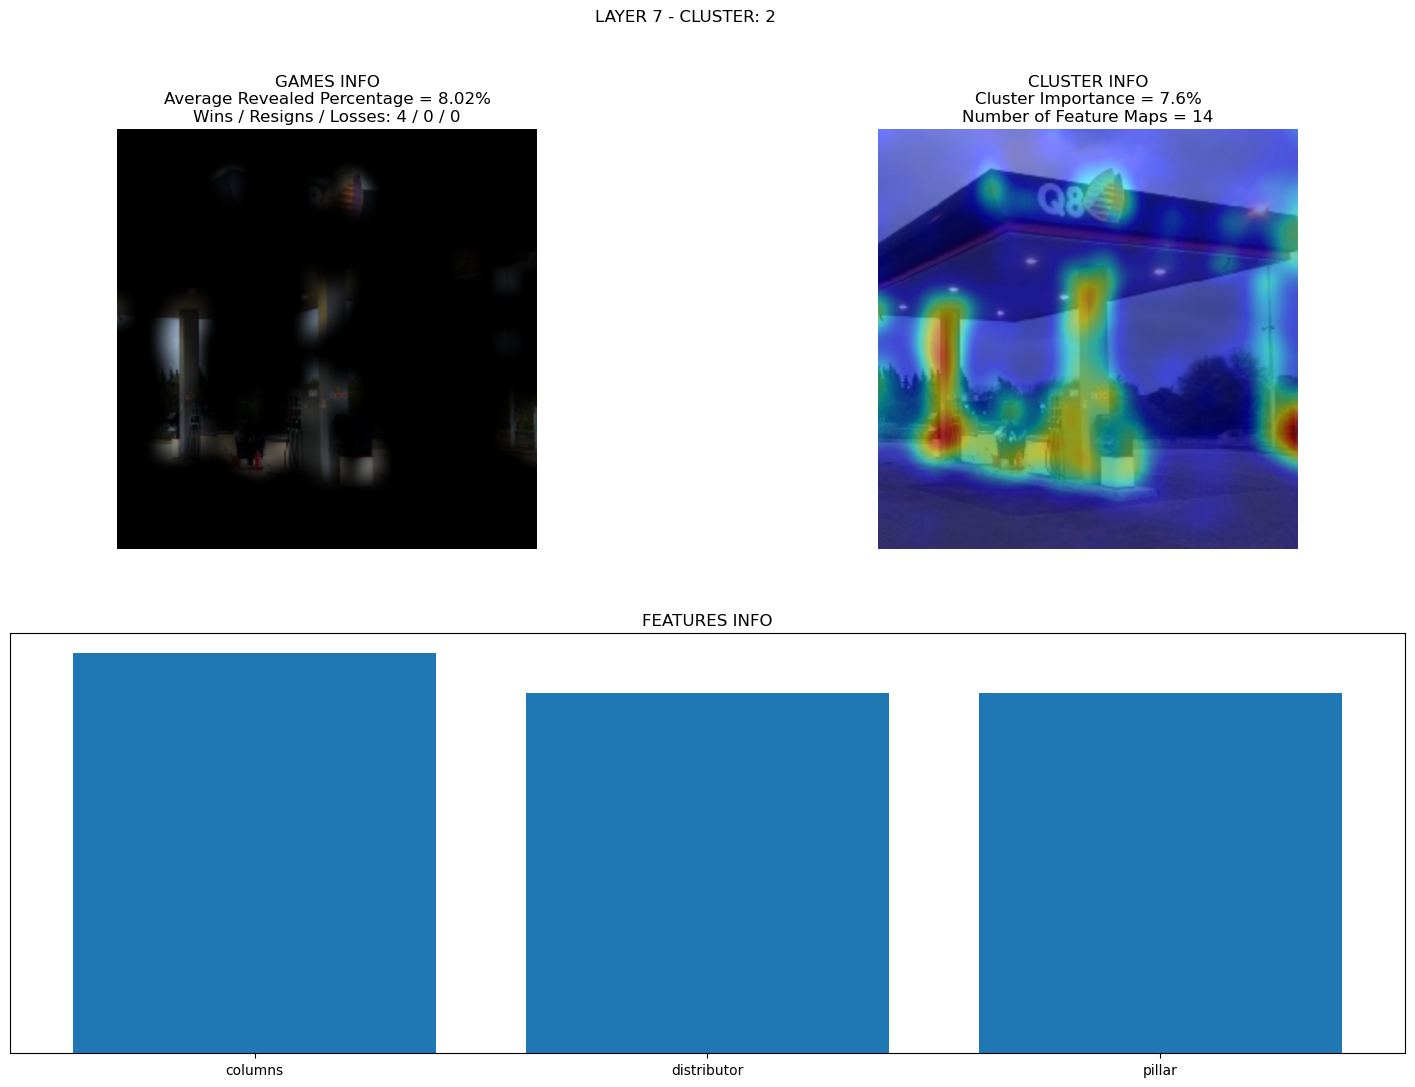 LAYER 7 - CLUSTER: 2
GAMES INFO
Average Revealed Percentage = 8.02%
Wins / Resigns / Losses: 4 / 0 / 0
CLUSTER INFO
Cluster Importance = 7.6%
Number of Feature Maps = 14
Q8
FEATURES INFO
columns
distributor
pillar